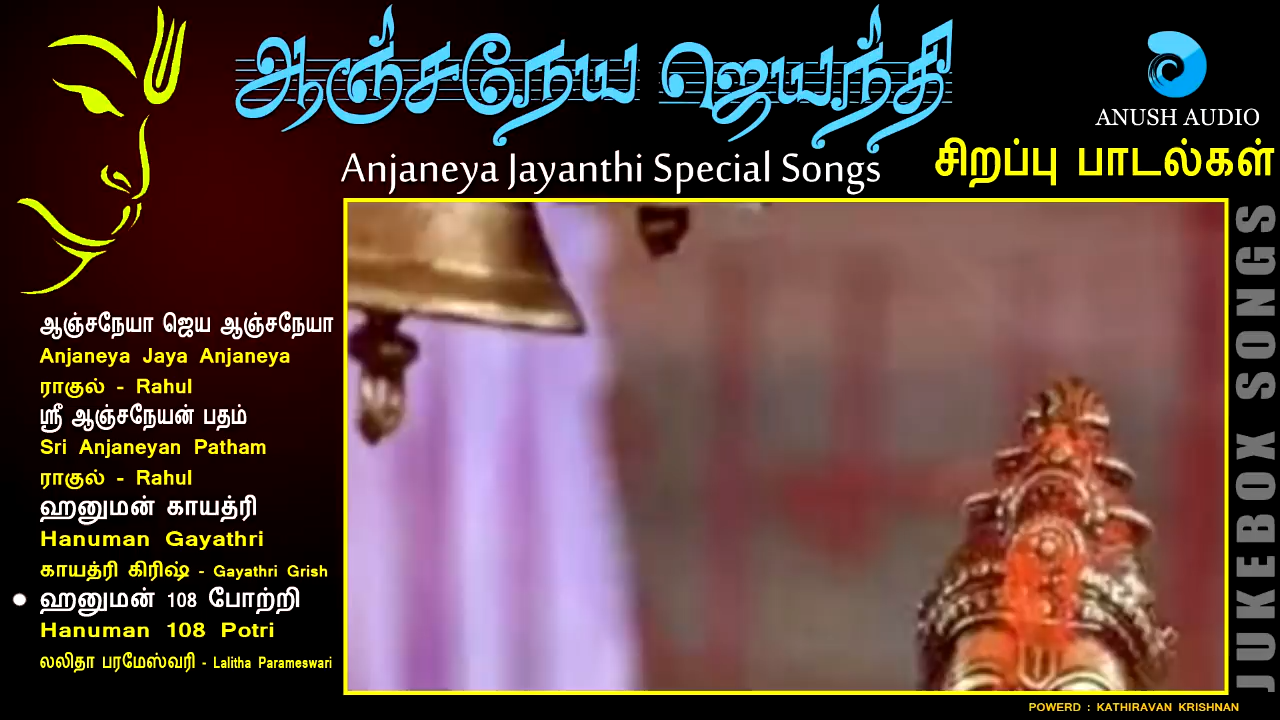 ஆஞ்சநேய ஜெயந்தி
ANUSH AUDIO
Anjaneya Jayanthi Special Songs
சிறப்பு பாடல்கள்
ஆஞ்சநேயா ஜெய ஆஞ்சநேயா
Anjaneya Jaya Anjaneya
ராகுல் - Rahul
ஸ்ரீ ஆஞ்சநேயன் பதம்
Sri Anjaneyan Patham
ராகுல் - Rahul
ஹனுமன் காயத்ரி
Hanuman Gayathri
காயத்ரி கிரிஷ் - Gayathri Grish
ஹனுமன் 108 போற்றி
Hanuman 108 Potri
லலிதா பரமேஸ்வரி - Lalitha Parameswari
JUKEBOX SONGS
POWERD : KATHIRAVAN KRISHNAN